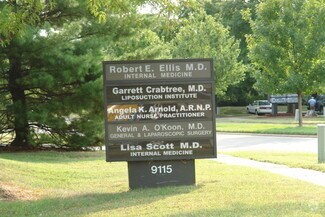 Robert E. Ellis M.D.
INTERNAL MEDICINE
Garrett Crabtree, M.D.
LIPOSUCTION INSTITUTE
Angela K. Arnold, A.R.N.P.
ADULT NURSE PRACTITIONER
Kevin A. O'Koon, M.D.
GENERAL & LAPAROSCOPIC SURGERY
Lisa Scott M.D.
INTERNAL MEDICINE
9115